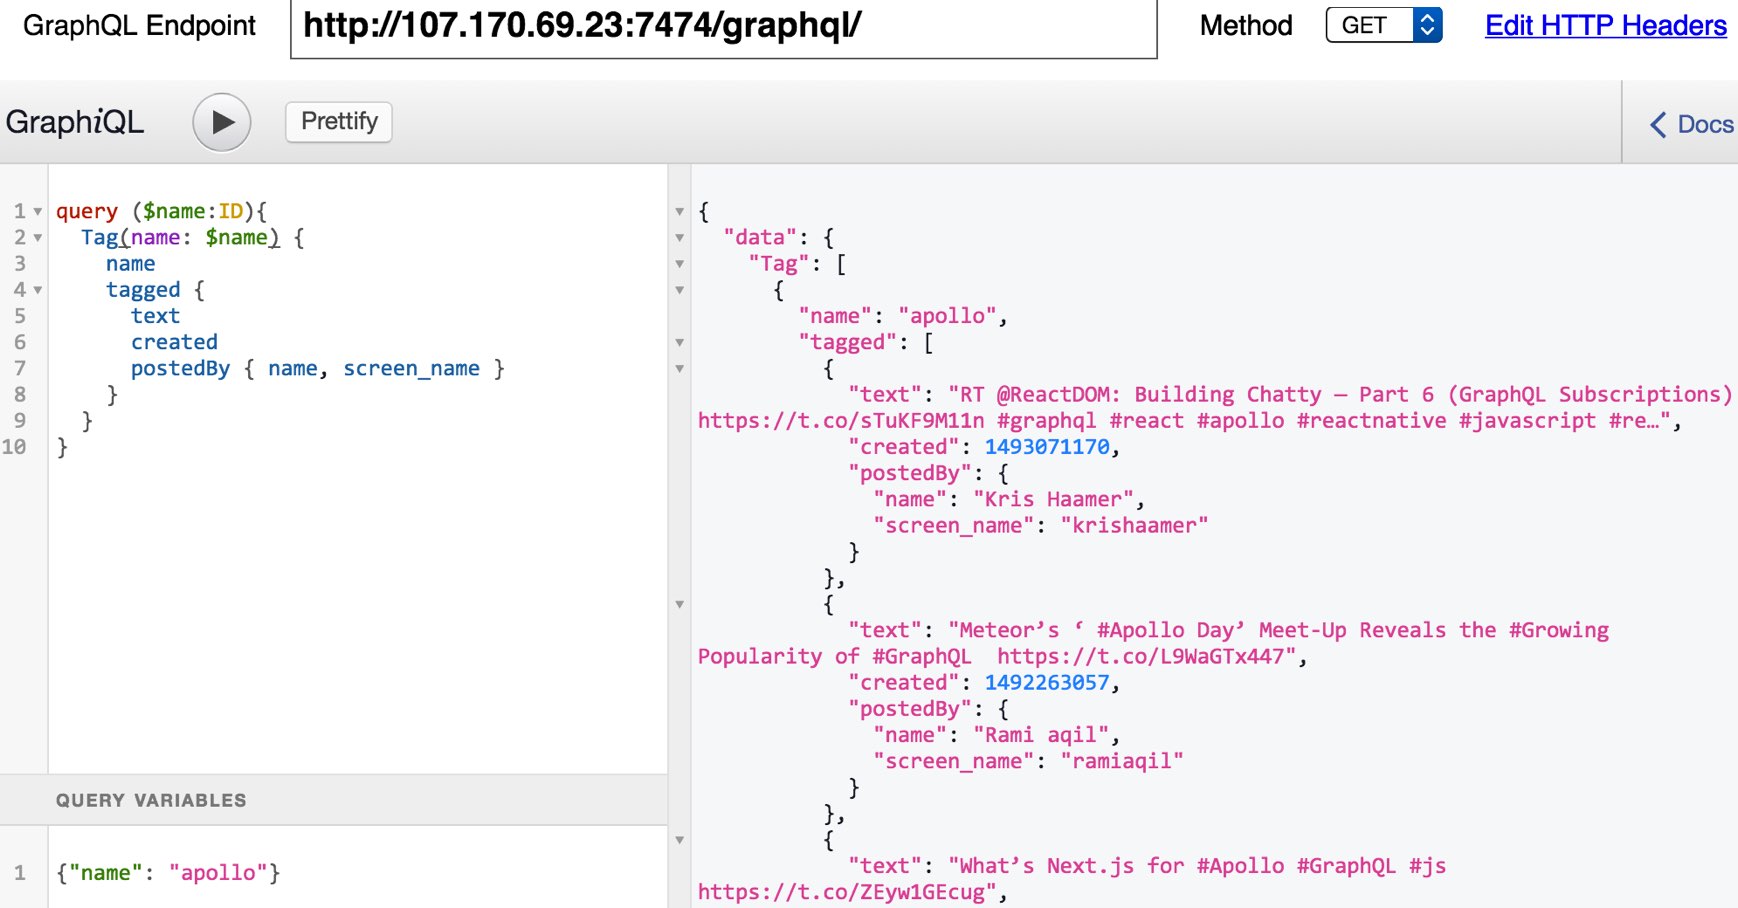 GraphQL Endpoint http://107.170.69.23:7474/graphql/ Method GET Edit HTTP Headers
GraphiQL Prettify Docs
1 query ($name:ID){
2 Tag(name: $name) {
3 name
4 tagged {
5 text
6 created
7 postedBy { name, screen_name }
8 }
9 }
10 }
QUERY VARIABLES
1 {"name": "apollo"}
{
"data": {
"Tag": [
{
"name": "apollo",
"tagged": [
{
"text": "RT @ReactDOM: Building Chatty — Part 6 (GraphQL Subscriptions)
https://t.co/sTuKF9M11n #graphql #react #apollo #reactnative #javascript #re…",
"created": 1493071170,
"postedBy": {
"name": "Kris Haamer",
"screen_name": "krishaamer"
}
},
{
"text": "Meteor’s ‘ #Apollo Day’ Meet-Up Reveals the #Growing
Popularity of #GraphQL  https://t.co/L9WaGTx447",
"created": 1492263057,
"postedBy": {
"name": "Rami aqil",
"screen_name": "ramiaqil"
}
},
{
"text": "What’s Next.js for #Apollo #GraphQL #js
https://t.co/ZEyw1GEcug",